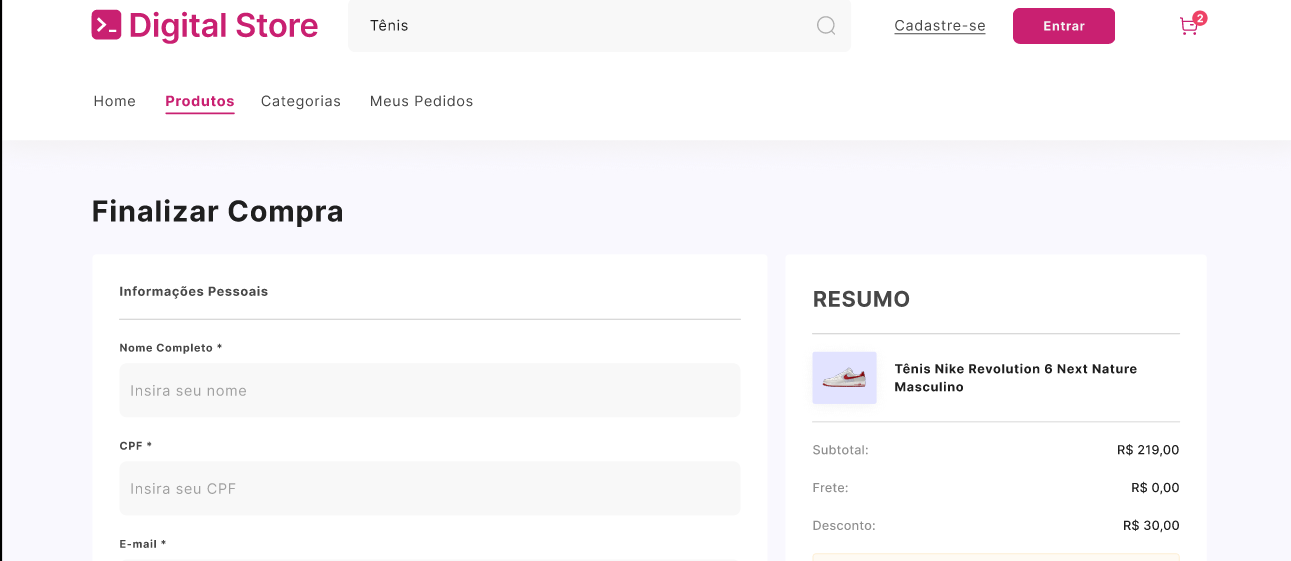 Digital Store
Tênis
Cadastre-se
Entrar
2
Home
Produtos
Categorias
Meus Pedidos
Finalizar Compra
Informações Pessoais
Nome Completo *
Insira seu nome
CPF *
Insira seu CPF
E-mail *
RESUMO
Tênis Nike Revolution 6 Next Nature
Masculino
Subtotal: R$ 219,00
Frete: R$ 0,00
Desconto: R$ 30,00